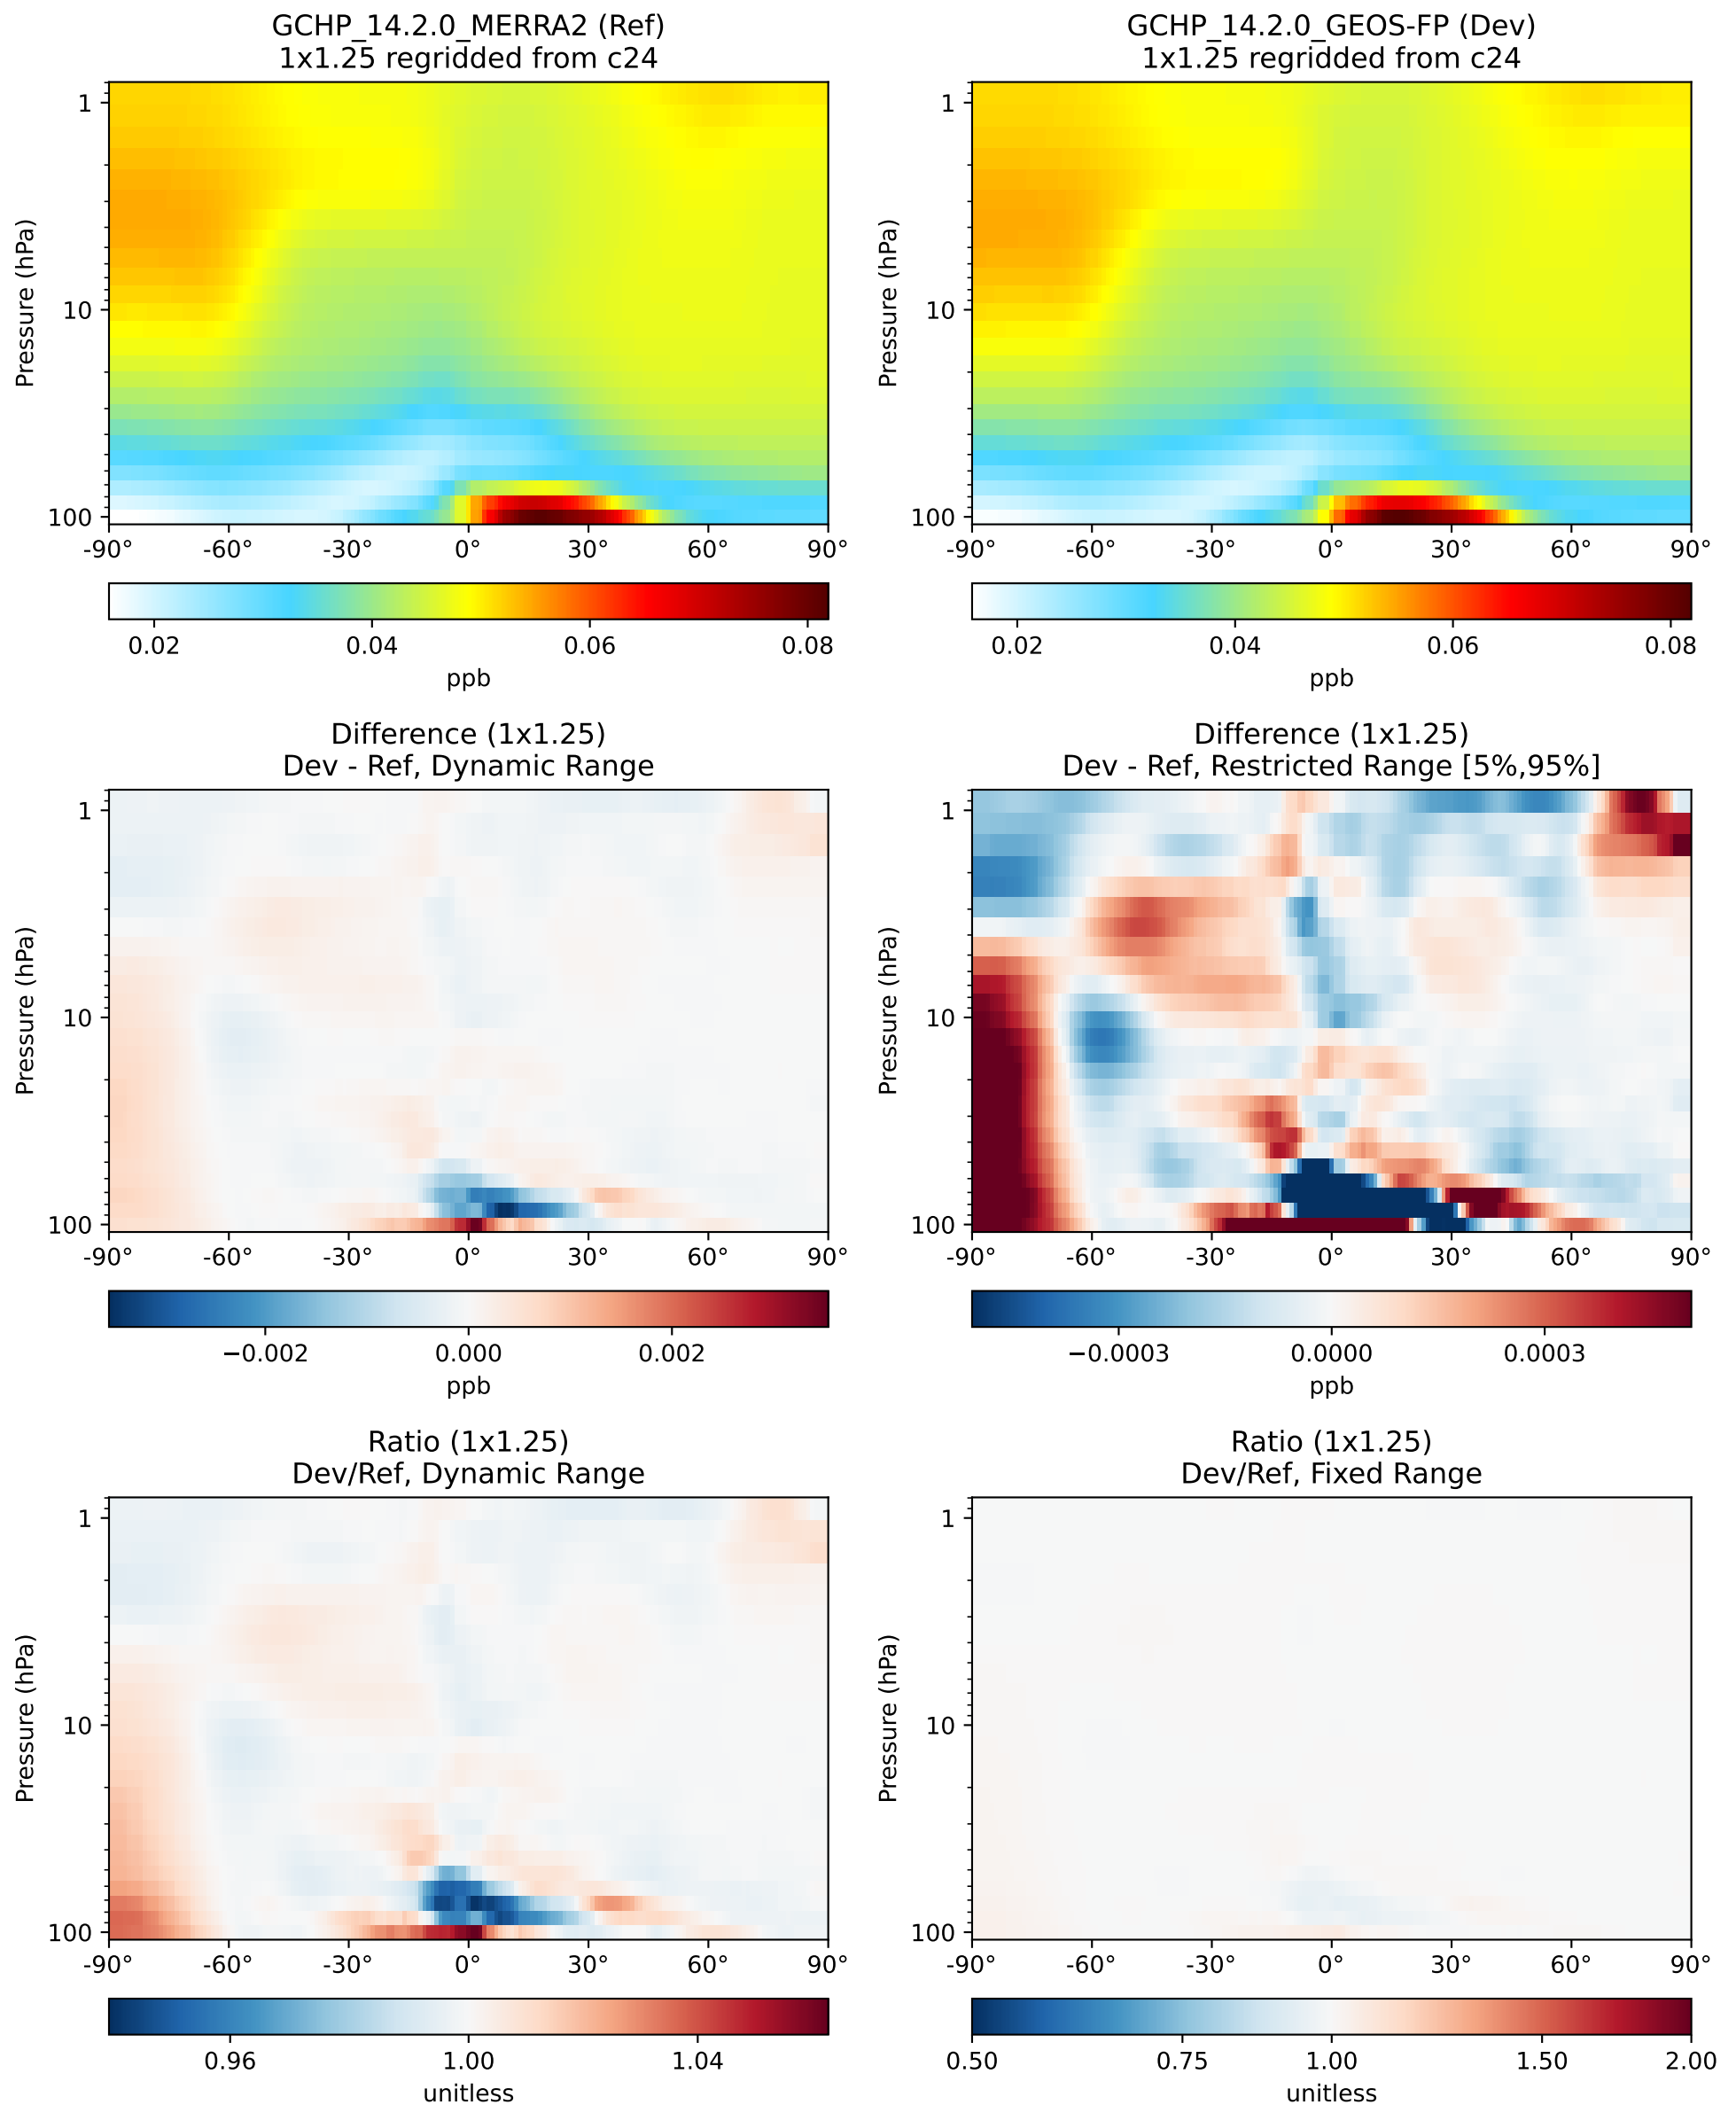 GCHP_14.2.0_MERRA2 (Ref)
1x1.25 regridded from c24
Pressure (hPa)
1
10
100
-90° -60° -30° 0° 30° 60° 90°
0.02 0.04 0.06 0.08
ppb
GCHP_14.2.0_GEOS-FP (Dev)
1x1.25 regridded from c24
Pressure (hPa)
1
10
100
-90° -60° -30° 0° 30° 60° 90°
0.02 0.04 0.06 0.08
ppb
Difference (1x1.25)
Dev - Ref, Dynamic Range
Pressure (hPa)
1
10
100
-90° -60° -30° 0° 30° 60° 90°
−0.002 0.000 0.002
ppb
Difference (1x1.25)
Dev - Ref, Restricted Range [5%,95%]
Pressure (hPa)
1
10
100
-90° -60° -30° 0° 30° 60° 90°
−0.0003 0.0000 0.0003
ppb
Ratio (1x1.25)
Dev/Ref, Dynamic Range
Pressure (hPa)
1
10
100
-90° -60° -30° 0° 30° 60° 90°
0.96 1.00 1.04
unitless
Ratio (1x1.25)
Dev/Ref, Fixed Range
Pressure (hPa)
1
10
100
-90° -60° -30° 0° 30° 60° 90°
0.50 0.75 1.00 1.50 2.00
unitless